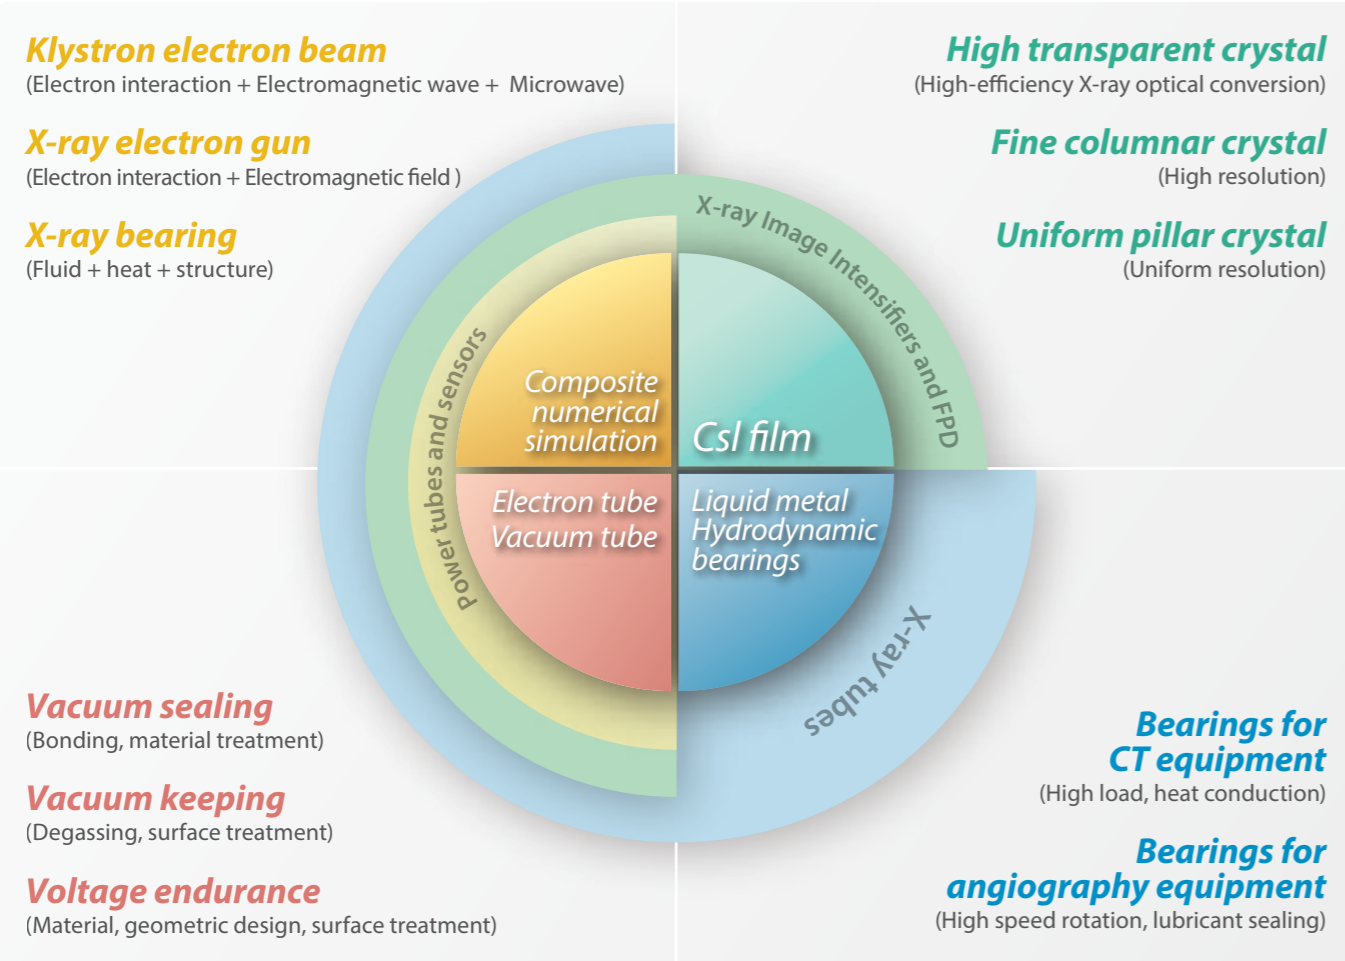 Klystron electron beam
(Electron interaction + Electromagnetic wave + Microwave)
X-ray electron gun
(Electron interaction + Electromagnetic field )
X-ray bearing
(Fluid + heat + structure)
High transparent crystal
(High-efficiency X-ray optical conversion)
Fine columnar crystal
(High resolution)
Uniform pillar crystal
(Uniform resolution)
X-ray Image Intensifiers and FPD
Power tubes and sensors
Composite
numerical
simulation
CsI film
Electron tube
Vacuum tube
Liquid metal
Hydrodynamic
bearings
X-ray tubes
Vacuum sealing
(Bonding, material treatment)
Vacuum keeping
(Degassing, surface treatment)
Voltage endurance
(Material, geometric design, surface treatment)
Bearings for
CT equipment
(High load, heat conduction)
Bearings for
angiography equipment
(High speed rotation, lubricant sealing)